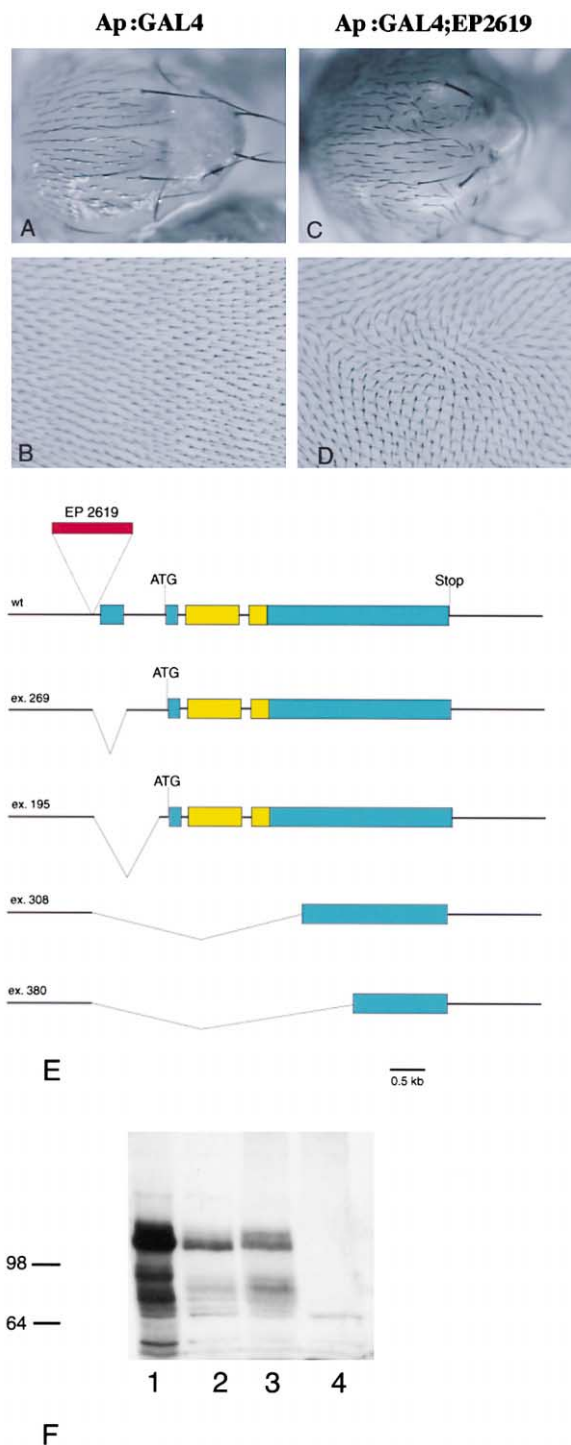 Ap:GAL4 Ap:GAL4;EP2619
A C
B D
EP 2619
ATG Stop
wt
ATG
ex. 269
ATG
ex. 195
ex. 308
ex. 380
E 0.5 kb
98
64
1 2 3 4
F